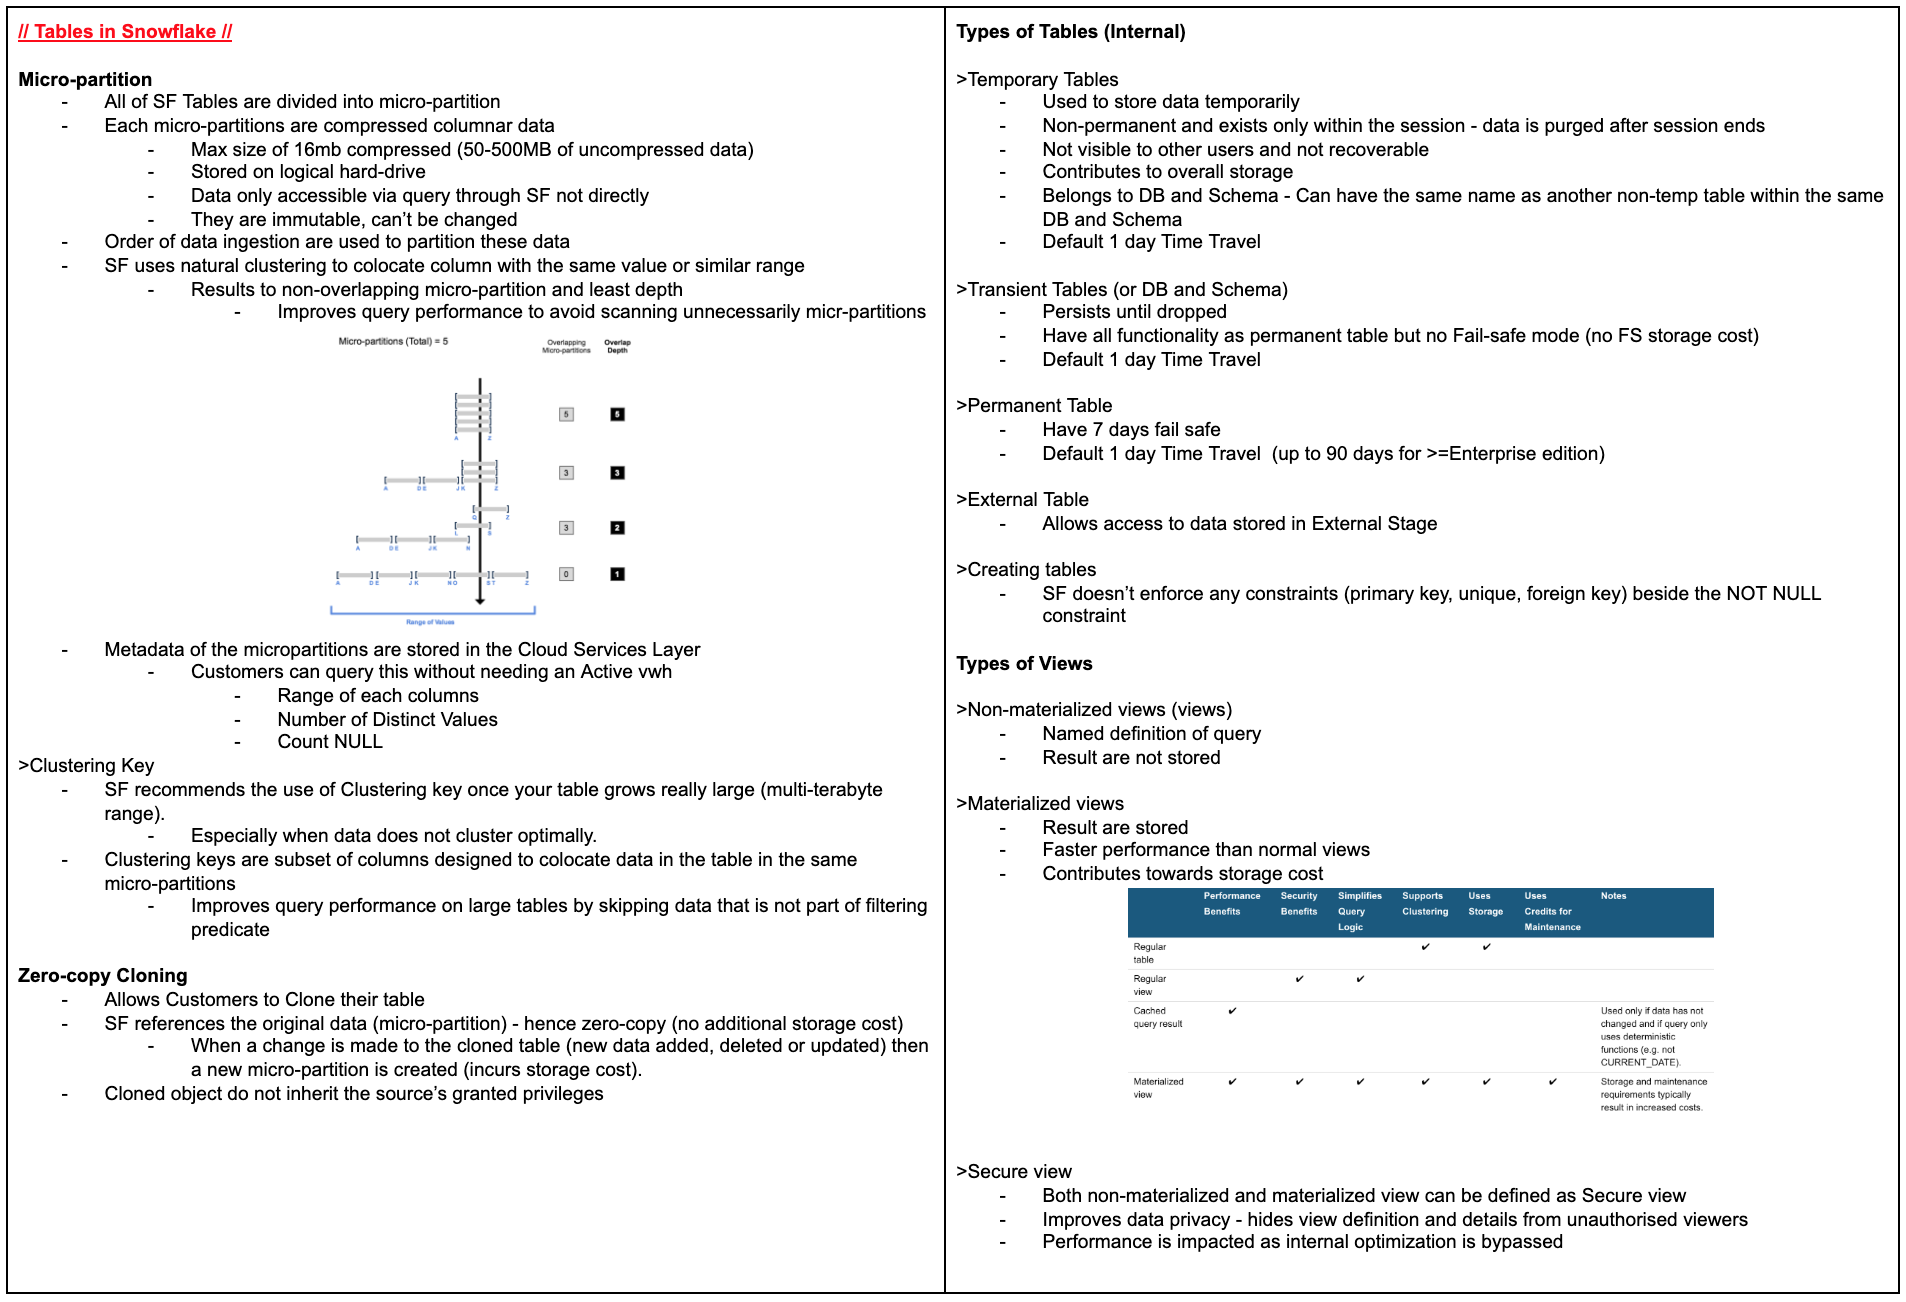 // Tables in Snowflake //
Micro-partition
- All of SF Tables are divided into micro-partition
- Each micro-partitions are compressed columnar data
- Max size of 16mb compressed (50-500MB of uncompressed data)
- Stored on logical hard-drive
- Data only accessible via query through SF not directly
- They are immutable, can’t be changed
- Order of data ingestion are used to partition these data
- SF uses natural clustering to colocate column with the same value or similar range
- Results to non-overlapping micro-partition and least depth
- Improves query performance to avoid scanning unnecessarily micr-partitions
Micro-partitions (Total) = 5
Overlapping Overlap
Micro-partitions Depth
5 5
A Z
3 3
A D E J K Z
Q Z
3 2
L S
A D E J K N
0 1
A D E J K N O S T Z
Range of Values
- Metadata of the micropartitions are stored in the Cloud Services Layer
- Customers can query this without needing an Active vwh
- Range of each columns
- Number of Distinct Values
- Count NULL
>Clustering Key
- SF recommends the use of Clustering key once your table grows really large (multi-terabyte
range).
- Especially when data does not cluster optimally.
- Clustering keys are subset of columns designed to colocate data in the table in the same
micro-partitions
- Improves query performance on large tables by skipping data that is not part of filtering
predicate
Zero-copy Cloning
- Allows Customers to Clone their table
- SF references the original data (micro-partition) - hence zero-copy (no additional storage cost)
- When a change is made to the cloned table (new data added, deleted or updated) then
a new micro-partition is created (incurs storage cost).
- Cloned object do not inherit the source’s granted privileges
Types of Tables (Internal)
>Temporary Tables
- Used to store data temporarily
- Non-permanent and exists only within the session - data is purged after session ends
- Not visible to other users and not recoverable
- Contributes to overall storage
- Belongs to DB and Schema - Can have the same name as another non-temp table within the same
DB and Schema
- Default 1 day Time Travel
>Transient Tables (or DB and Schema)
- Persists until dropped
- Have all functionality as permanent table but no Fail-safe mode (no FS storage cost)
- Default 1 day Time Travel
>Permanent Table
- Have 7 days fail safe
- Default 1 day Time Travel (up to 90 days for >=Enterprise edition)
>External Table
- Allows access to data stored in External Stage
>Creating tables
- SF doesn’t enforce any constraints (primary key, unique, foreign key) beside the NOT NULL
constraint
Types of Views
>Non-materialized views (views)
- Named definition of query
- Result are not stored
>Materialized views
- Result are stored
- Faster performance than normal views
- Contributes towards storage cost
Performance Security Simplifies Supports Uses Uses Notes
Benefits Benefits Query Clustering Storage Credits for
Logic Maintenance
Regular ✔ ✔
table
Regular ✔ ✔
view
Cached ✔ Used only if data has not
query result changed and if query only
uses deterministic
functions (e.g. not
CURRENT_DATE).
Materialized ✔ ✔ ✔ ✔ ✔ ✔ Storage and maintenance
view requirements typically
result in increased costs.
>Secure view
- Both non-materialized and materialized view can be defined as Secure view
- Improves data privacy - hides view definition and details from unauthorised viewers
- Performance is impacted as internal optimization is bypassed